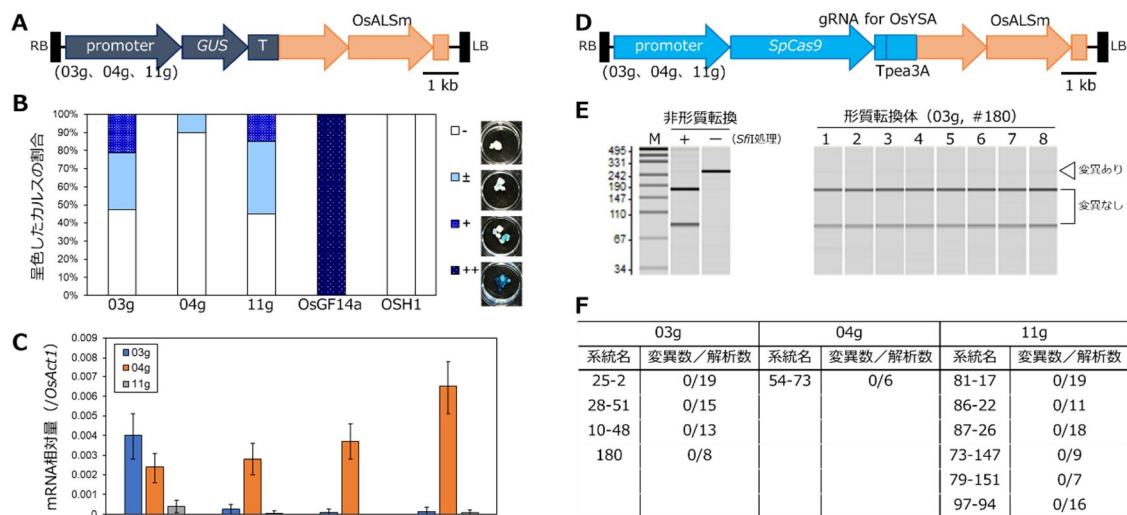 A
OsALSm
RB
promoter
GUS
T
LB
(03g、04g、11g)
1 kb
B
呈色したカルスの割合
100%
90%
80%
70%
60%
50%
40%
30%
20%
10%
0%
03g
04g
11g
OsGF14a
OSH1
-
±
+
++
C
mRNA相対量（/OsAct1）
0.009
0.008
0.007
0.006
0.005
0.004
0.003
0.002
0.001
0
03g
04g
11g
D
gRNA for OsYSA
OsALSm
RB
promoter
SpCas9
LB
(03g、04g、11g)
Tpea3A
1 kb
E
非形質転換
形質転換体（03g, #180）
M + − (SfiI処理)
1 2 3 4 5 6 7 8
495
331
242
190
147
110
67
34
変異あり
変異なし
F
03g 04g 11g
系統名 変異数／解析数 系統名 変異数／解析数 系統名 変異数／解析数
25-2 0/19 54-73 0/6 81-17 0/19
28-51 0/15 86-22 0/11
10-48 0/13 87-26 0/18
180 0/8 73-147 0/9
79-151 0/7
97-94 0/16